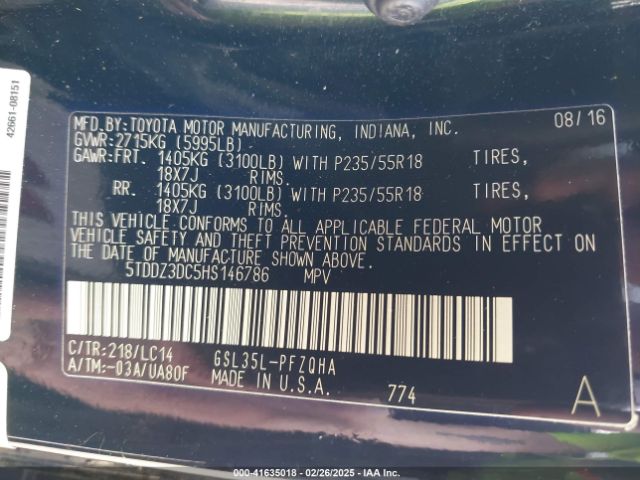 42661-08151
MFD.BY:TOYOTA MOTOR MANUFACTURING, INDIANA, INC. 08/16
GVWR:2715KG (5995LB)
GAWR:FRT. 1405KG (3100LB) WITH P235/55R18 TIRES,
18X7J RIMS.
RR. 1405KG (3100LB) WITH P235/55R18 TIRES,
18X7J RIMS.
THIS VEHICLE CONFORMS TO ALL APPLICABLE FEDERAL MOTOR
VEHICLE SAFETY AND THEFT PREVENTION STANDARDS IN EFFECT ON
THE DATE OF MANUFACTURE SHOWN ABOVE.
5TDDZ3DC5HS146786 MPV
C/TR:218/LC14 GSL35L-PFZQHA
A/TM:-03A/UA80F MADE IN U.S.A. 774 A
000-41635018 - 02/26/2025 - IAA Inc.